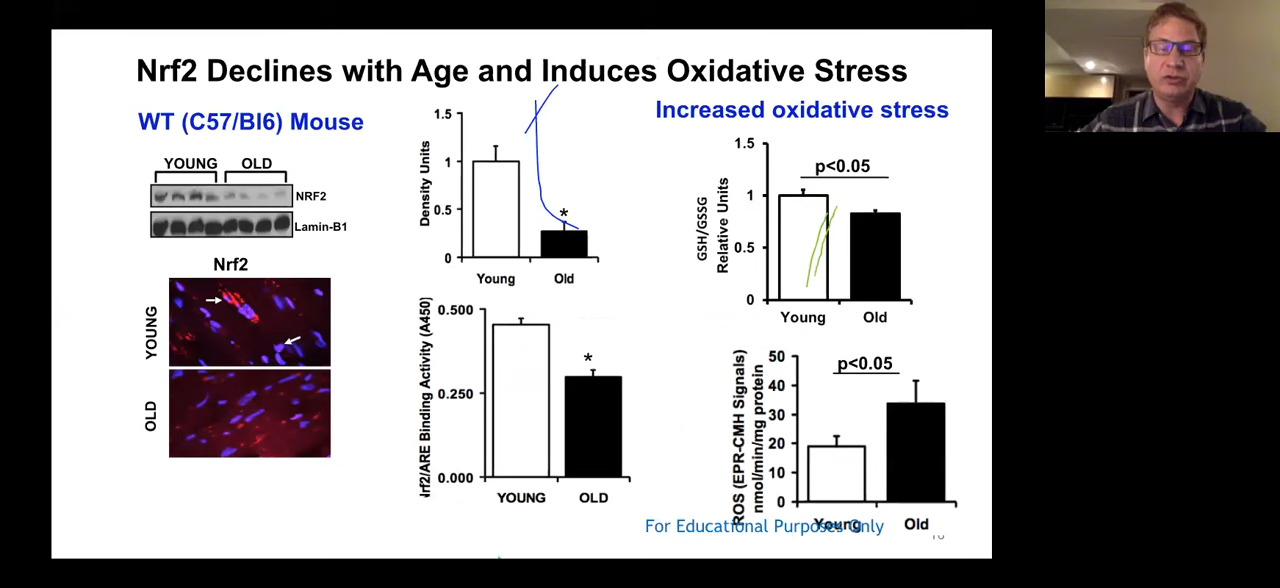 Nrf2 Declines with Age and Induces Oxidative Stress
WT (C57/Bl6) Mouse
YOUNG OLD
NRF2
Lamin-B1
Nrf2
YOUNG
OLD
Density Units
1.5
1
0.5
0
*
Young Old
Nrf2/ARE Binding Activity (A450)
0.500
0.250
0.000
*
YOUNG OLD
Increased oxidative stress
GSH/GSSG
Relative Units
1.5
1
0.5
0
p<0.05
Young Old
ROS (EPR-CMH Signals)
nmol/min/mg protein
50
40
30
20
10
0
p<0.05
Young Old
For Educational Purposes Only